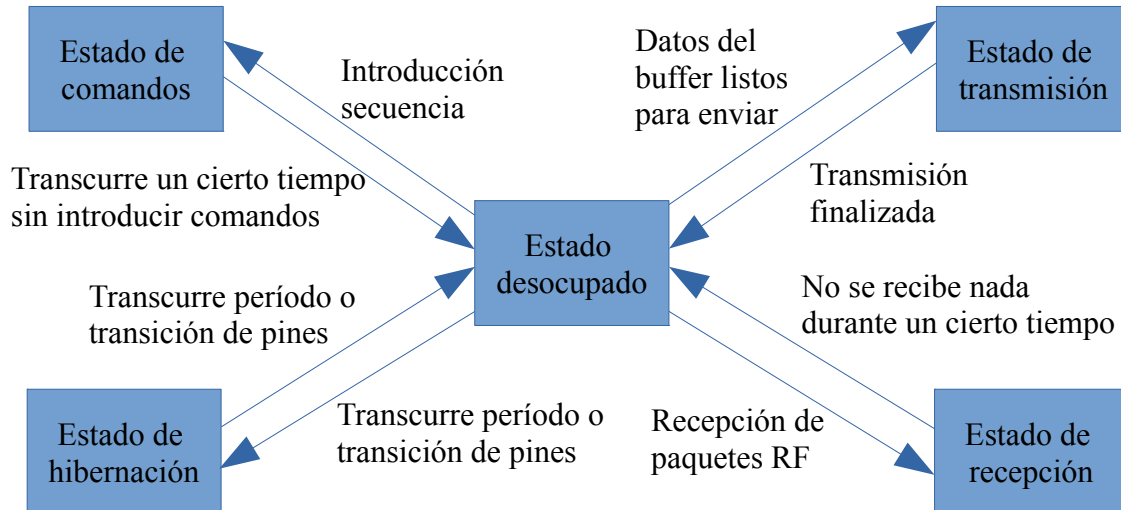 Estado de
comandos
Introducción
secuencia
Datos del
buffer listos
para enviar
Estado de
transmisión
Transcurre un cierto tiempo
sin introducir comandos
Transmisión
finalizada
Estado
desocupado
Transcurre período o
transición de pines
No se recibe nada
durante un cierto tiempo
Estado de
hibernación
Transcurre período o
transición de pines
Recepción de
paquetes RF
Estado de
recepción